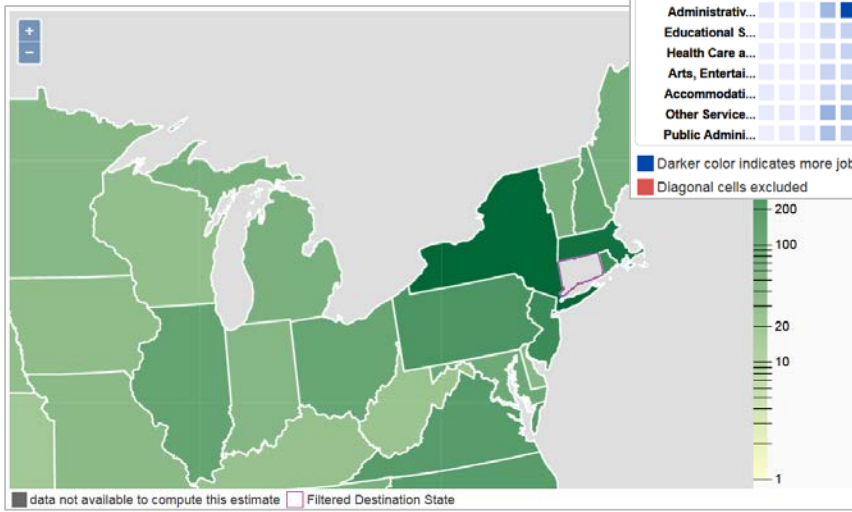 +
−
Administrativ...
Educational S...
Health Care a...
Arts, Entertai...
Accommodati...
Other Service...
Public Admini...
Darker color indicates more job
Diagonal cells excluded
200
100
20
10
1
data not available to compute this estimate Filtered Destination State